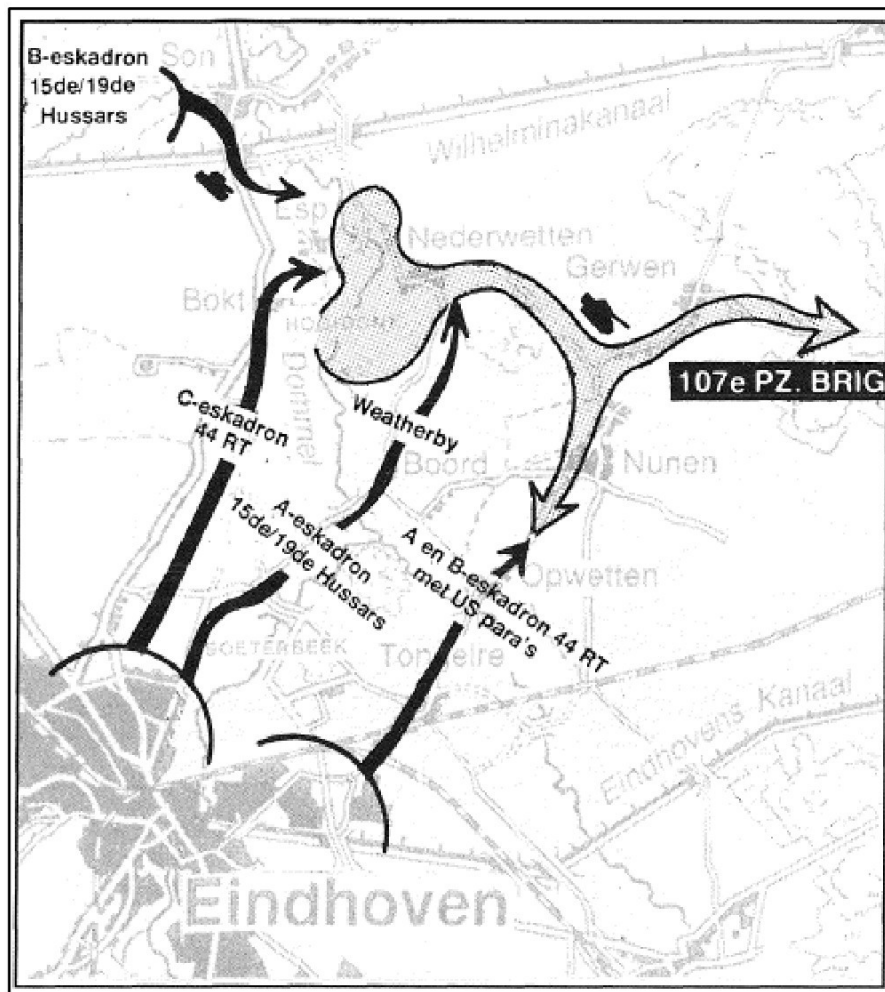 B-eskadron
15de/19de
Hussars
Son
Wilhelminakanaal
Esp
Nederwetten
Gerwen
Bokt
Dommel
107e PZ. BRIG
C-eskadron
44 RT
Weatherby
Boord
Nunen
A-eskadron
15de/19de Hussars
A en B-eskadron 44 RT
met US para's
Opwetten
SOETERBEEK
Tongelre
Eindhovens Kanaal
Eindhoven